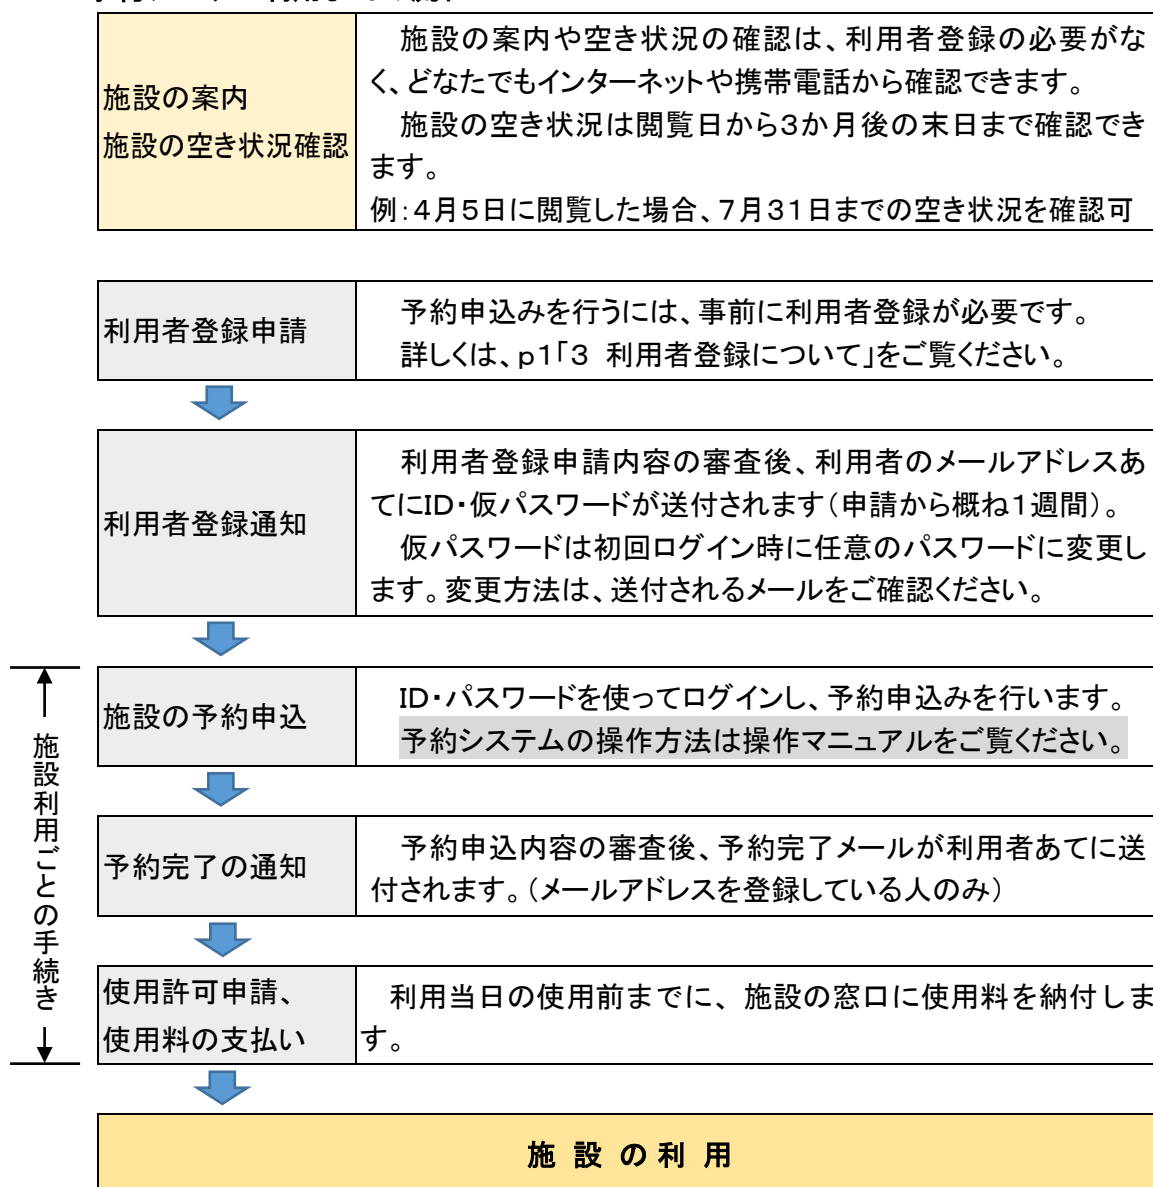 施設の案内
施設の空き状況確認
施設の案内や空き状況の確認は、利用者登録の必要がな
く、どなたでもインターネットや携帯電話から確認できます。
施設の空き状況は閲覧日から3か月後の末日まで確認でき
ます。
例：4月5日に閲覧した場合、7月31日までの空き状況を確認可
利用者登録申請
予約申込みを行うには、事前に利用者登録が必要です。
詳しくは、p1「3 利用者登録について」をご覧ください。
利用者登録通知
利用者登録申請内容の審査後、利用者のメールアドレスあ
てにID・仮パスワードが送付されます（申請から概ね1週間）。
仮パスワードは初回ログイン時に任意のパスワードに変更し
ます。変更方法は、送付されるメールをご確認ください。
施設利用ごとの手続き
施設の予約申込
ID・パスワードを使ってログインし、予約申込みを行います。
予約システムの操作方法は操作マニュアルをご覧ください。
予約完了の通知
予約申込内容の審査後、予約完了メールが利用者あてに送
付されます。（メールアドレスを登録している人のみ）
使用許可申請、
使用料の支払い
利用当日の使用前までに、施設の窓口に使用料を納付しま
す。
施設の利用